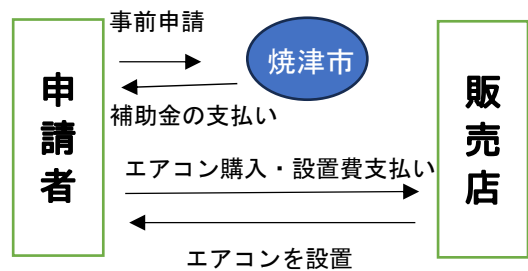 事前申請
焼津市
補助金の支払い
申請者
販売店
エアコン購入・設置費支払い
エアコンを設置